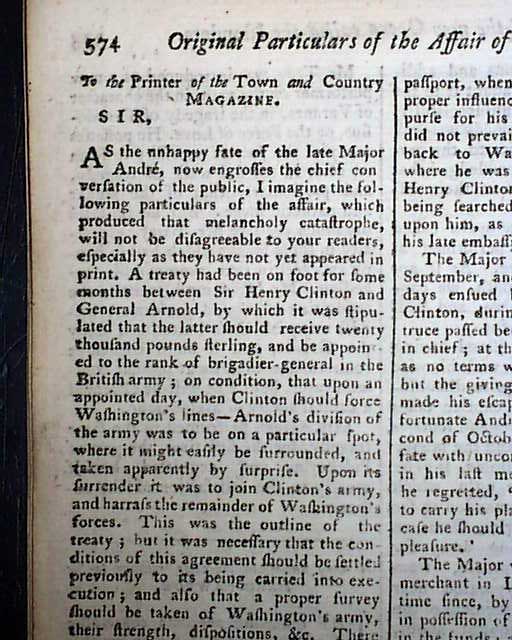 574 Original Particulars of the Affair of
To the Printer of the Town and Country
MAGAZINE.
SIR,
AS the unhappy fate of the late Major
André, now engroſſes the chief con
verſation of the public, I imagine the fol-
lowing particulars of the affair, which
produced that melancholy cataſtrophe,
will not be diſagreeable to your readers,
eſpecially as they have not yet appeared in
print. A treaty had been on foot for ſome
months between Sir Henry Clinton and
General Arnold, by which it was ſtipu-
lated that the latter ſhould receive twenty
thouſand pounds ſterling, and be appoin
ed to the rank of brigadier-general in the
Britiſh army; on condition, that upon an
appointed day, when Clinton ſhould force
Waſhington's lines—Arnold's diviſion of
the army was to be on a particular ſpot,
where it might eaſily be ſurrounded, and
taken apparently by ſurpriſe. Upon its
ſurrender it was to join Clinton's army,
and harraſs the remainder of Waſhington's
forces. This was the outline of the
treaty; but it was neceſſary that the con-
ditions of this agreement ſhould be ſettled
previouſly to its being carried into exe-
cution; and alſo that a proper ſurvey
ſhould be taken of Waſhington's army,
their ſtrength, diſpoſitions, &c. There
paſſport, when
proper influenc
purſe for his
did not prevai
back to Wa
where he was
Henry Clinton
being ſearched
upon him, as
his late embaſſ
The Major
September, an
days enſued
Clinton, durin
truce paſſed be
in chief; at th
as no terms w
but the giving
made his eſcap
fortunate And
cond of Octob
fate with uncon
in his laſt me
he regretted,
to carry his pla
caſe he ſhould
pleaſure.'
The Major
merchant in L
time ſince, by
in poſſeſſion of